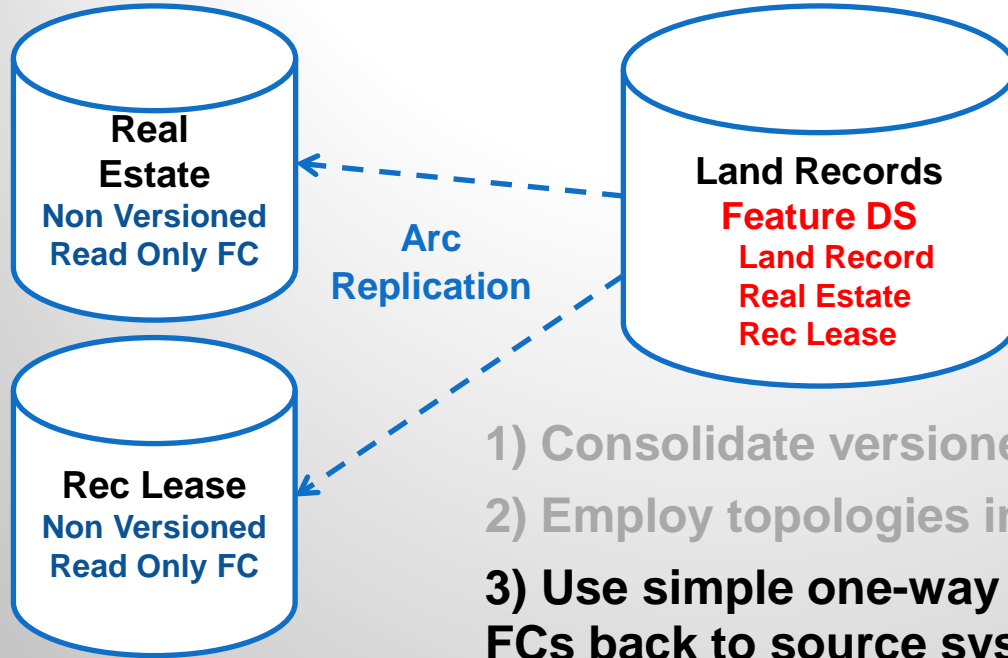 Real
Estate
Non Versioned
Read Only FC
Arc
Replication
Land Records
Feature DS
Land Record
Real Estate
Rec Lease
Rec Lease
Non Versioned
Read Only FC
1) Consolidate versione
2) Employ topologies i
3) Use simple one-way
FCs back to source sys